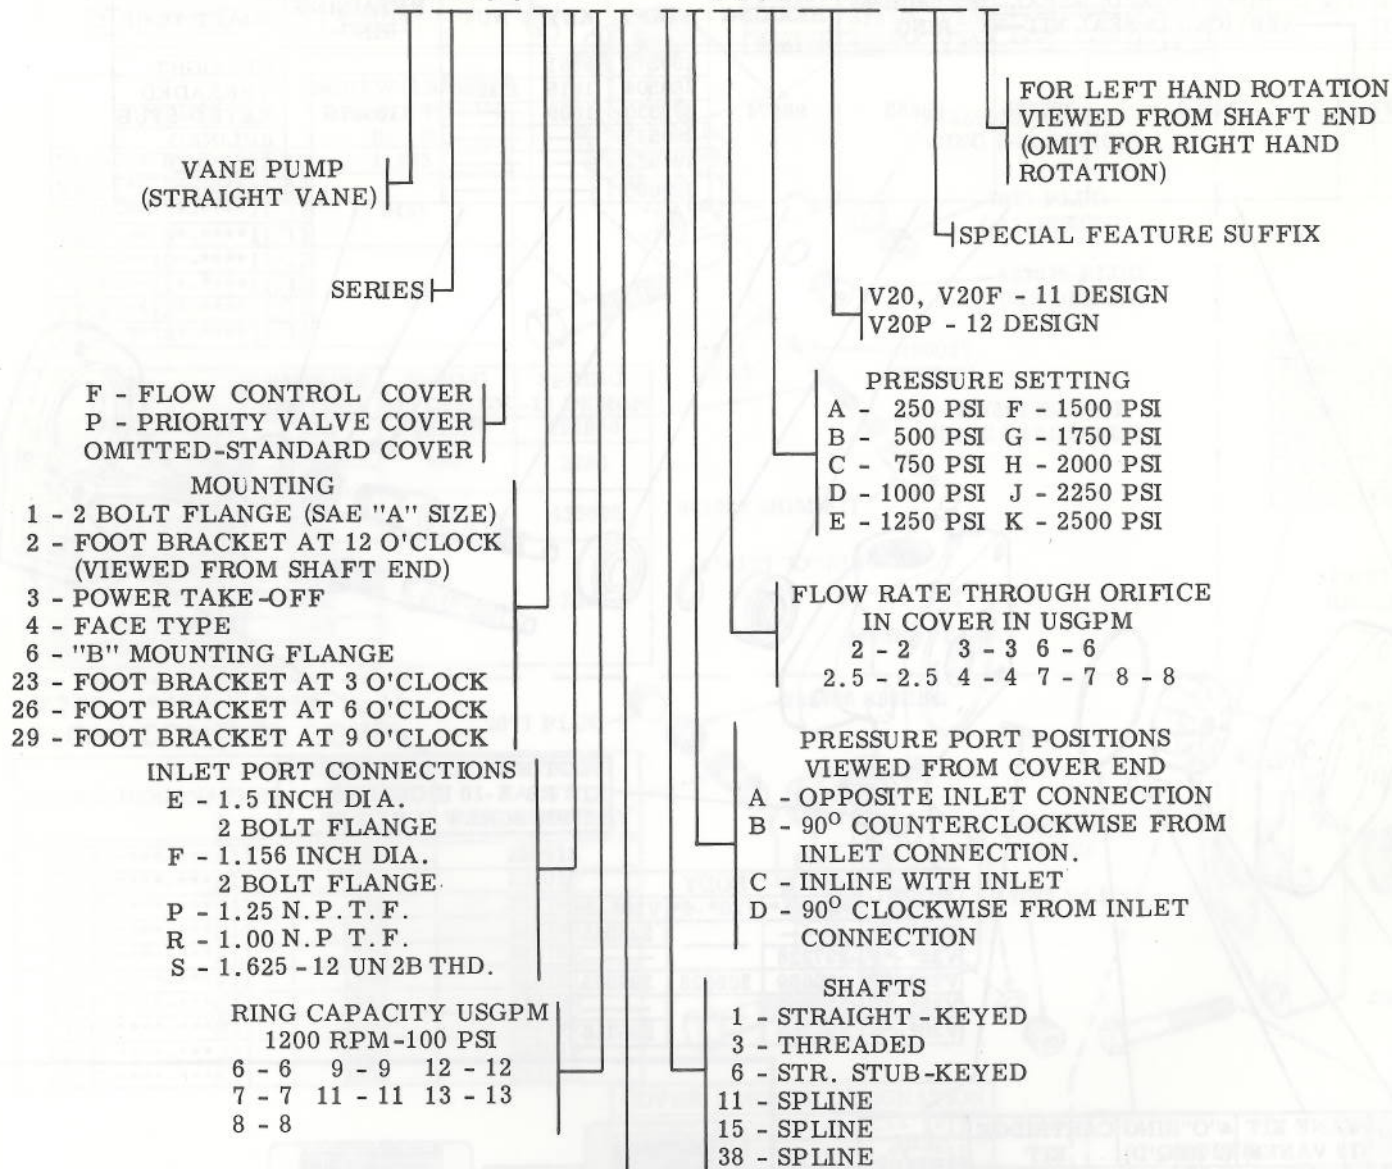 FOR LEFT HAND ROTATION
VIEWED FROM SHAFT END
(OMIT FOR RIGHT HAND
ROTATION)
VANE PUMP
(STRAIGHT VANE)
SPECIAL FEATURE SUFFIX
SERIES
V20, V20F - 11 DESIGN
V20P - 12 DESIGN
F - FLOW CONTROL COVER
P - PRIORITY VALVE COVER
OMITTED-STANDARD COVER
PRESSURE SETTING
A - 250 PSI F - 1500 PSI
B - 500 PSI G - 1750 PSI
C - 750 PSI H - 2000 PSI
D - 1000 PSI J - 2250 PSI
E - 1250 PSI K - 2500 PSI
MOUNTING
1 - 2 BOLT FLANGE (SAE "A" SIZE)
2 - FOOT BRACKET AT 12 O'CLOCK
(VIEWED FROM SHAFT END)
3 - POWER TAKE-OFF
4 - FACE TYPE
6 - "B" MOUNTING FLANGE
23 - FOOT BRACKET AT 3 O'CLOCK
26 - FOOT BRACKET AT 6 O'CLOCK
29 - FOOT BRACKET AT 9 O'CLOCK
FLOW RATE THROUGH ORIFICE
IN COVER IN USGPM
2 - 2 3 - 3 6 - 6
2.5 - 2.5 4 - 4 7 - 7 8 - 8
INLET PORT CONNECTIONS
E - 1.5 INCH DIA.
2 BOLT FLANGE
F - 1.156 INCH DIA.
2 BOLT FLANGE
P - 1.25 N.P.T.F.
R - 1.00 N.P T.F.
S - 1.625 -12 UN 2B THD.
PRESSURE PORT POSITIONS
VIEWED FROM COVER END
A - OPPOSITE INLET CONNECTION
B - 90° COUNTERCLOCKWISE FROM
INLET CONNECTION.
C - INLINE WITH INLET
D - 90° CLOCKWISE FROM INLET
CONNECTION
RING CAPACITY USGPM
1200 RPM-100 PSI
6 - 6 9 - 9 12 - 12
7 - 7 11 - 11 13 - 13
8 - 8
SHAFTS
1 - STRAIGHT-KEYED
3 - THREADED
6 - STR. STUB-KEYED
11 - SPLINE
15 - SPLINE
38 - SPLINE